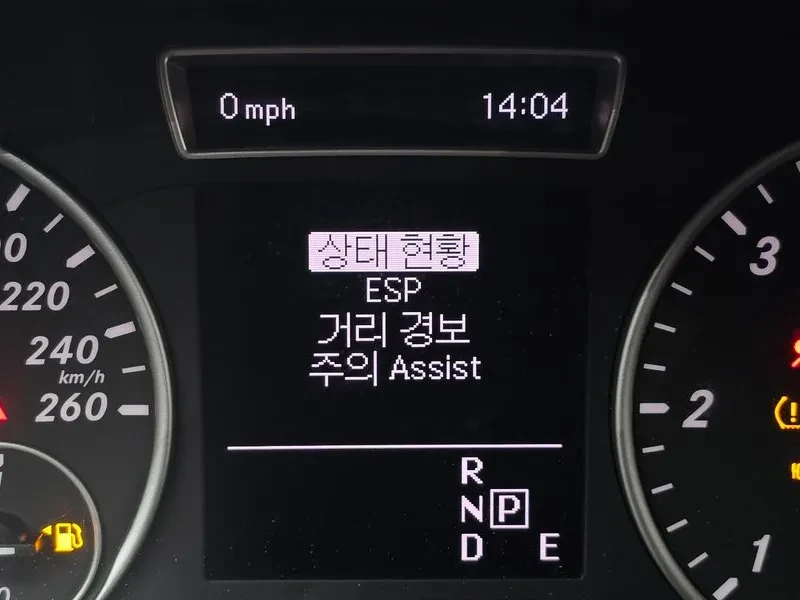 0 mph 14:04
상태 현황
ESP
거리 경보
주의 Assist
R
N P
D E
220
240
km/h
260
3
2
1